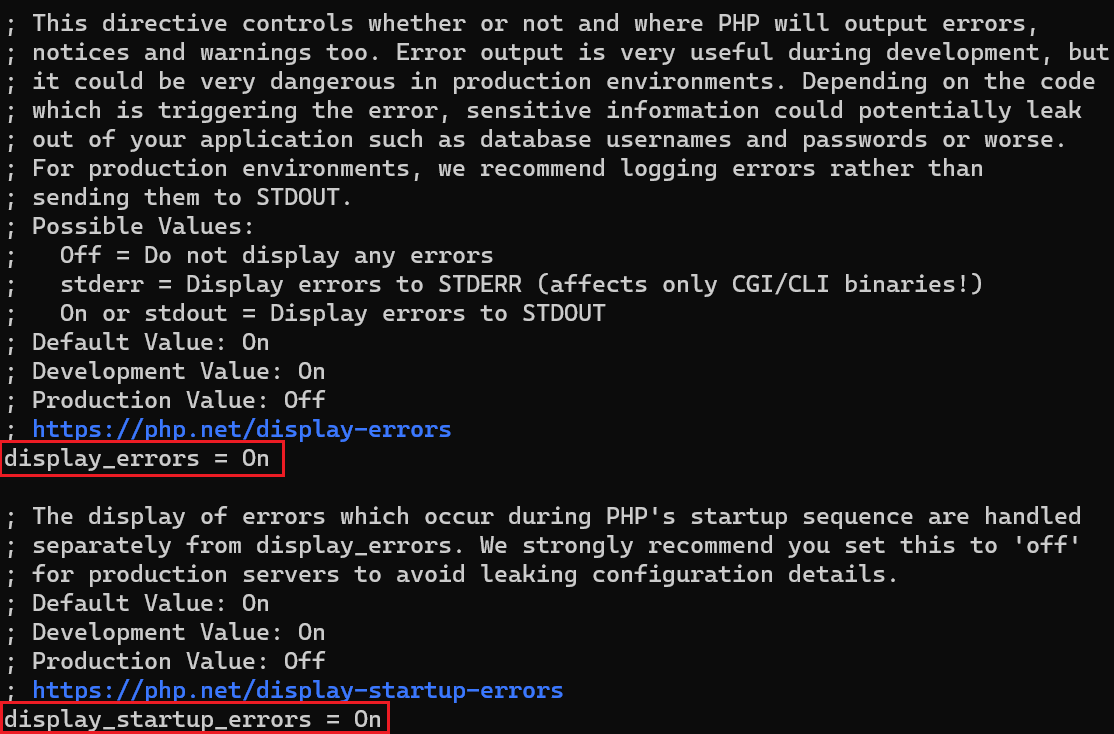 ; This directive controls whether or not and where PHP will output errors,
; notices and warnings too. Error output is very useful during development, but
; it could be very dangerous in production environments. Depending on the code
; which is triggering the error, sensitive information could potentially leak
; out of your application such as database usernames and passwords or worse.
; For production environments, we recommend logging errors rather than
; sending them to STDOUT.
; Possible Values:
;   Off = Do not display any errors
;   stderr = Display errors to STDERR (affects only CGI/CLI binaries!)
;   On or stdout = Display errors to STDOUT
; Default Value: On
; Development Value: On
; Production Value: Off
; https://php.net/display-errors
display_errors = On

; The display of errors which occur during PHP's startup sequence are handled
; separately from display_errors. We strongly recommend you set this to 'off'
; for production servers to avoid leaking configuration details.
; Default Value: On
; Development Value: On
; Production Value: Off
; https://php.net/display-startup-errors
display_startup_errors = On